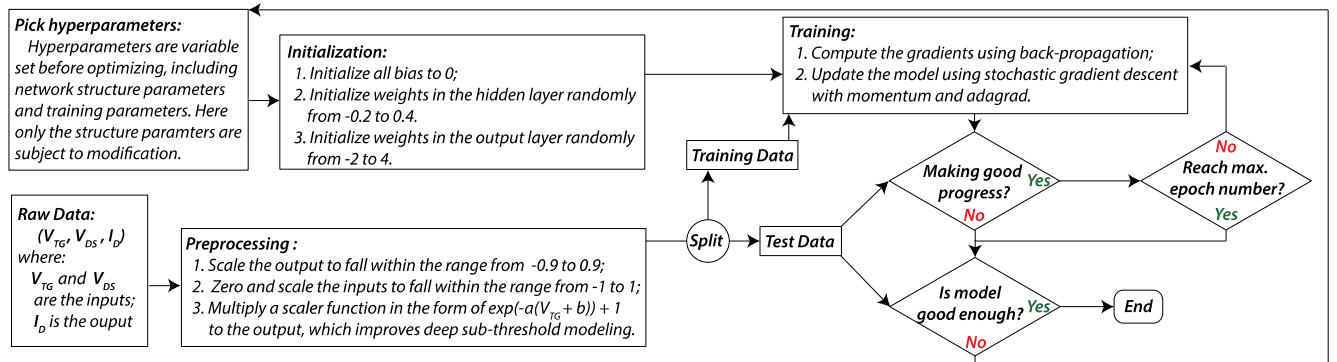 Pick hyperparameters:
Hyperparameters are variable
set before optimizing, including
network structure parameters
and training parameters. Here
only the structure paramters are
subject to modification.
Initialization:
1. Initialize all bias to 0;
2. Initialize weights in the hidden layer randomly
from -0.2 to 0.4.
3. Initialize weights in the output layer randomly
from -2 to 4.
Training:
1. Compute the gradients using back-propagation;
2. Update the model using stochastic gradient descent
with momentum and adagrad.
Training Data
Making good
progress?
Yes
No
No
Reach max.
epoch number?
Yes
Raw Data:
(V_TG, V_DS, I_D)
where:
V_TG and V_DS
are the inputs;
I_D is the ouput
Preprocessing :
1. Scale the output to fall within the range from -0.9 to 0.9;
2. Zero and scale the inputs to fall within the range from -1 to 1;
3. Multiply a scaler function in the form of exp(-a(V_TG + b)) + 1
to the output, which improves deep sub-threshold modeling.
Split
Test Data
Is model
good enough?
Yes
No
End